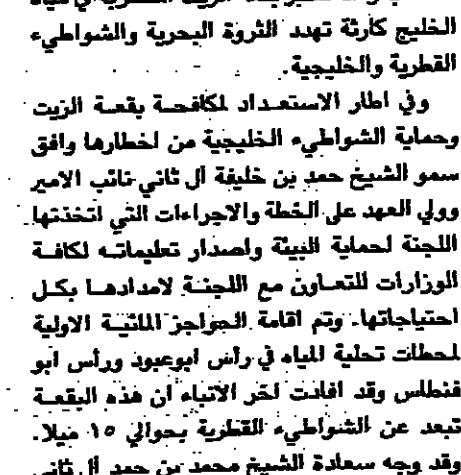 الخليج كارثة تهدد الثروة البحرية والشواطيء
القطرية والخليجية.
وفي اطار الاستعداد لمكافحة بقعة الزيت
وحماية الشواطيء الخليجية من اخطارها وافق
سمو الشيخ حمد بن خليفة آل ثاني نائب الامير
وولي العهد على الخطة والاجراءات التي اتخذتها
اللجنة لحماية البيئة واصدار تعليماته لكافة
الوزارات للتعاون مع اللجنة لامدادها بكل
احتياجاتها. وتم اقامة الحواجز المائية الاولية
لمحطات تحلية المياه في رأس ابوعبود ورأس ابو
فنطاس وقد افادت آخر الأنباء ان هذه البقعة
تبعد عن الشواطيء القطرية بحوالي ١٥ ميلا.
وقد وجه سعادة الشيخ محمد بن حمد آل ثاني